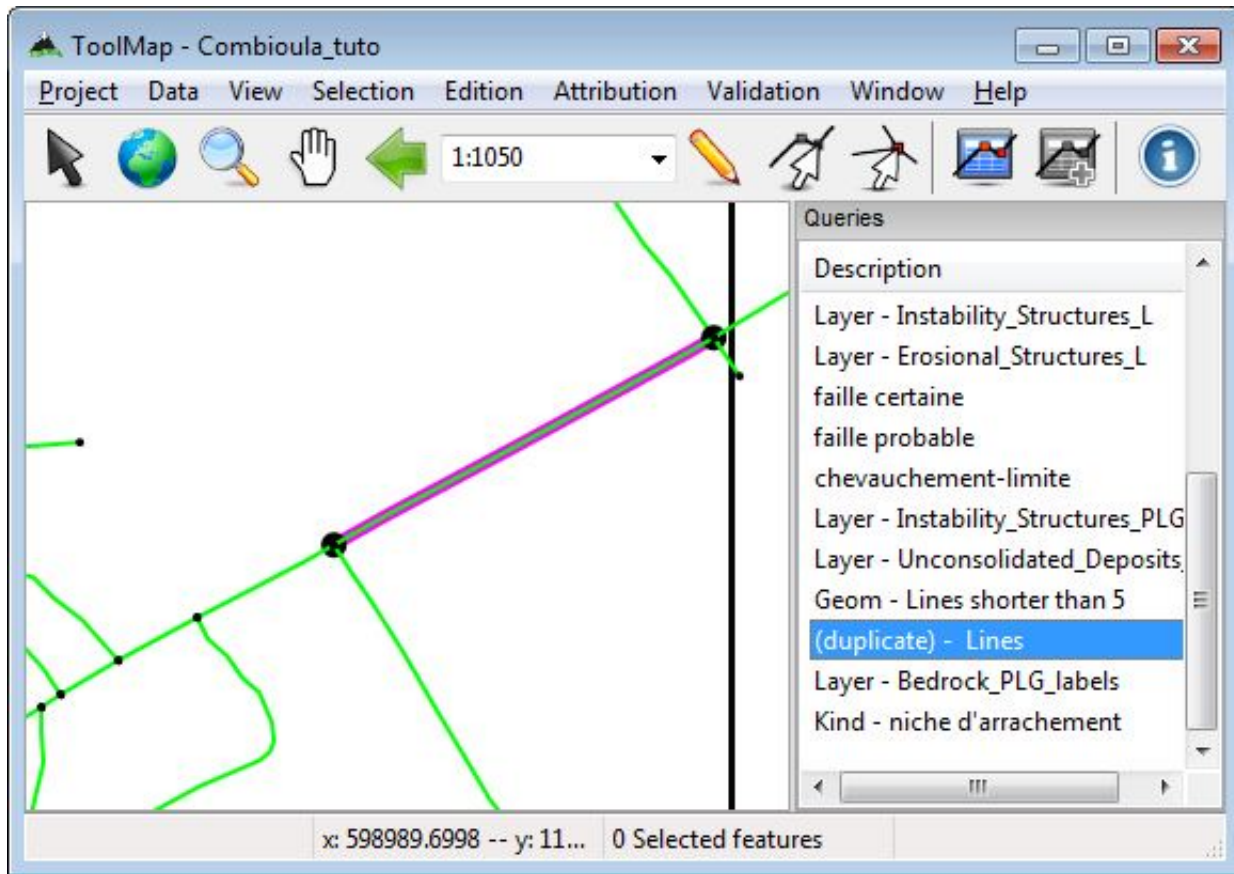 ToolMap - Combioula_tuto
Project Data View Selection Edition Attribution Validation Window Help
1:1050
Queries
Description
Layer - Instability_Structures_L
Layer - Erosional_Structures_L
faille certaine
faille probable
chevauchement-limite
Layer - Instability_Structures_PLG
Layer - Unconsolidated_Deposits_
Geom - Lines shorter than 5
(duplicate) - Lines
Layer - Bedrock_PLG_labels
Kind - niche d'arrachement
x: 598989.6998 -- y: 11... 0 Selected features